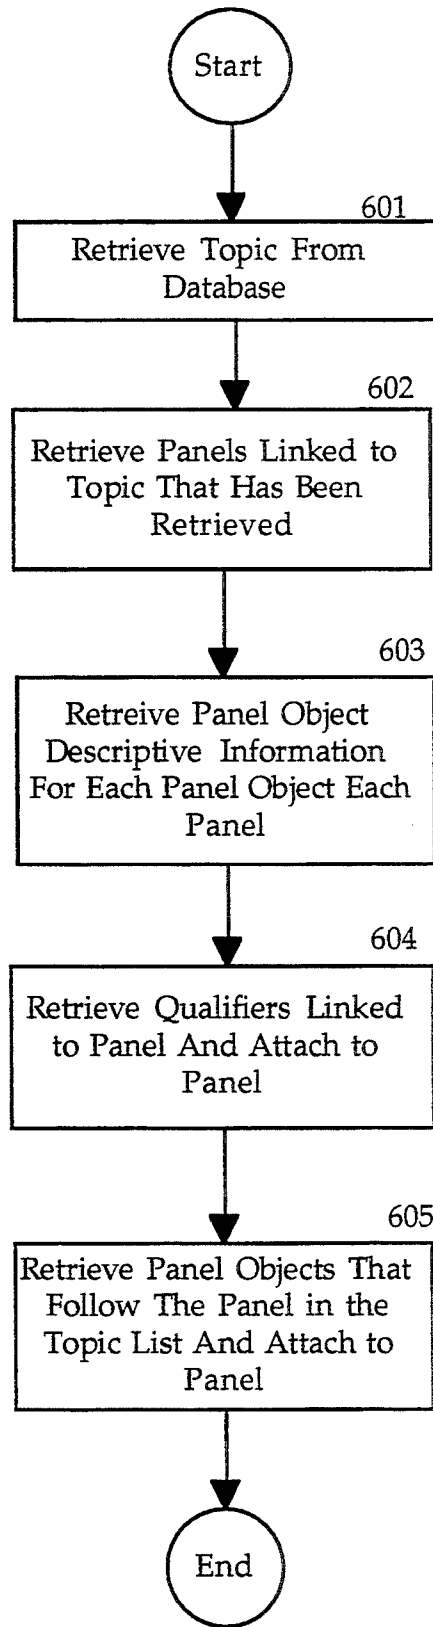 Start
601
Retrieve Topic From
Database
602
Retrieve Panels Linked to
Topic That Has Been
Retrieved
603
Retreive Panel Object
Descriptive Information
For Each Panel Object Each
Panel
604
Retrieve Qualifiers Linked
to Panel And Attach to
Panel
605
Retrieve Panel Objects That
Follow The Panel in the
Topic List And Attach to
Panel
End